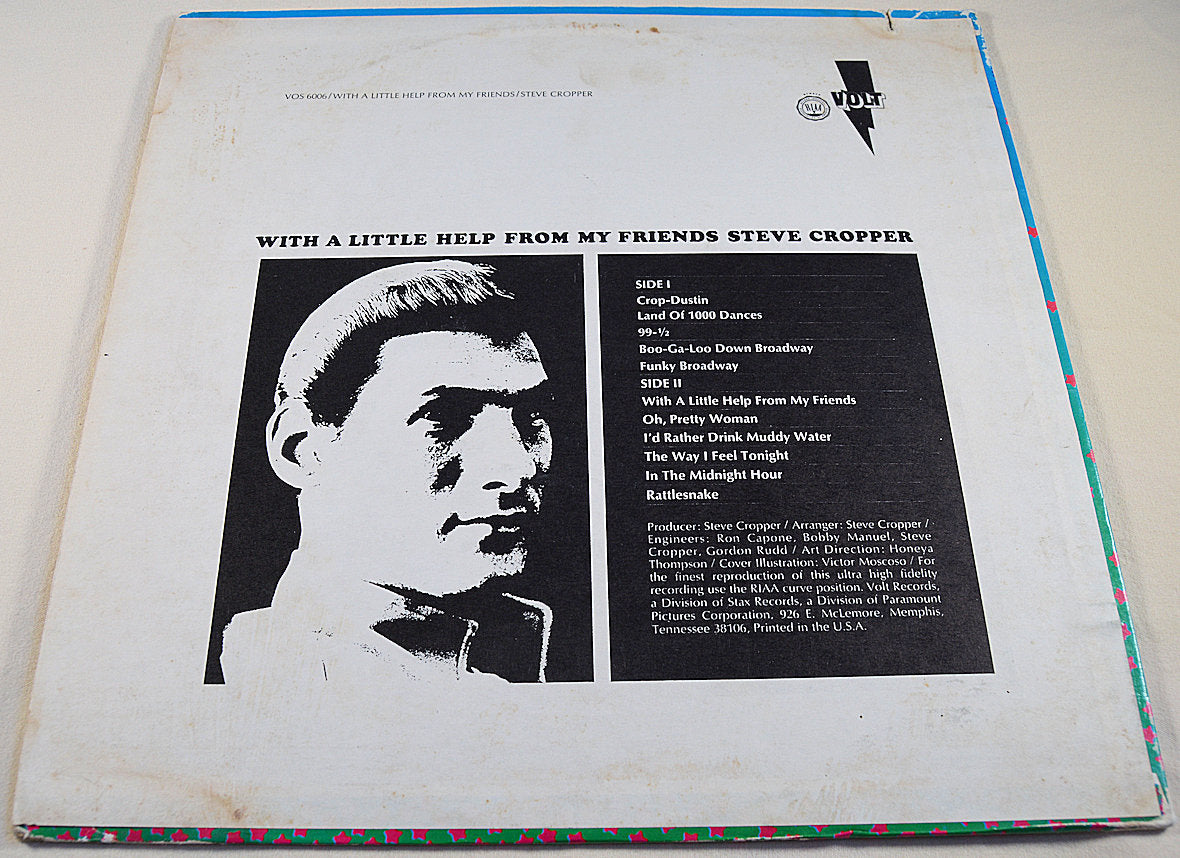 VOS 6006/WITH A LITTLE HELP FROM MY FRIENDS/STEVE CROPPER
RIAA
VOLT
WITH A LITTLE HELP FROM MY FRIENDS STEVE CROPPER
SIDE I
Crop-Dustin
Land Of 1000 Dances
99-½
Boo-Ga-Loo Down Broadway
Funky Broadway
SIDE II
With A Little Help From My Friends
Oh, Pretty Woman
I'd Rather Drink Muddy Water
The Way I Feel Tonight
In The Midnight Hour
Rattlesnake
Producer: Steve Cropper / Arranger: Steve Cropper /
Engineers: Ron Capone, Bobby Manuel, Steve
Cropper, Gordon Rudd / Art Direction: Honeya
Thompson / Cover Illustration: Victor Moscoso / For
the finest reproduction of this ultra high fidelity
recording use the RIAA curve position. Volt Records,
a Division of Stax Records, a Division of Paramount
Pictures Corporation, 926 E. McLemore, Memphis,
Tennessee 38106, Printed in the U.S.A.